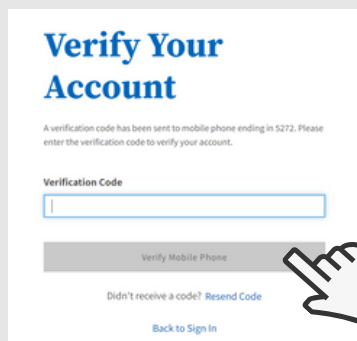 Verify Your
Account
A verification code has been sent to mobile phone ending in 5272. Please
enter the verification code to verify your account.
Verification Code
Verify Mobile Phone
Didn't receive a code? Resend Code
Back to Sign In